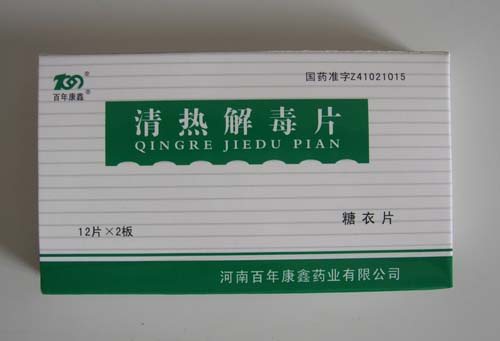 国药准字Z41021015
百年康鑫®
清热解毒片
QINGRE JIEDU PIAN
糖衣片
12片×2板
河南百年康鑫药业有限公司